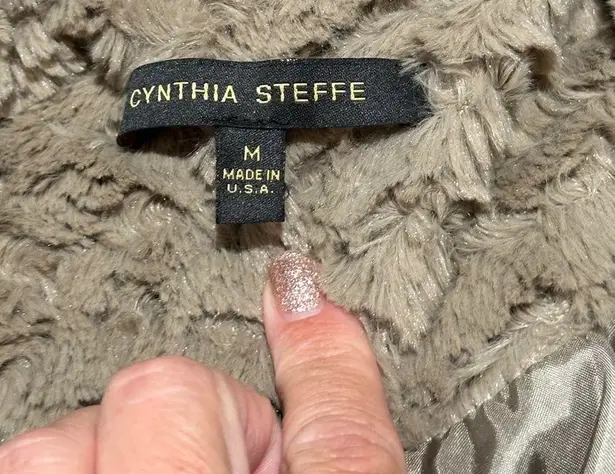 CYNTHIA STEFFE
M
MADE IN
U.S.A.